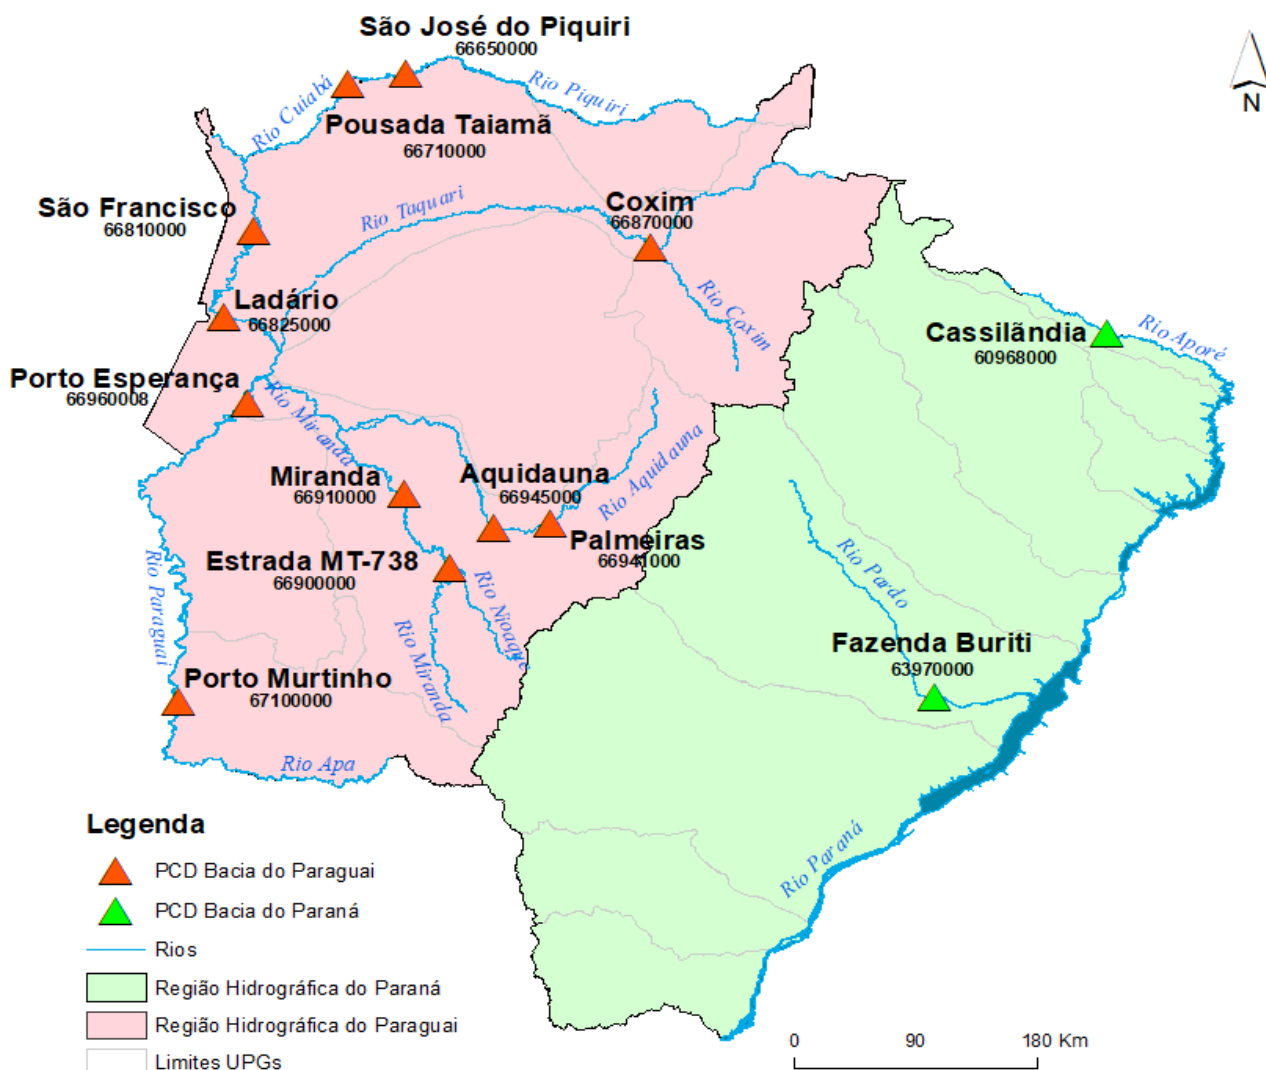 São José do Piquiri
66650000
Rio Cuiabá
Rio Piquiri
N
Pousada Taiamã
66710000
São Francisco
66810000
Rio Taquari
Coxim
66870000
Ladário
66825000
Rio Coxim
Cassilãndia
60968000
Rio Aporé
Porto Esperança
66960008
Rio Miranda
Miranda
66910000
Aquidauna
66945000
Rio Aquidauna
Palmeiras
66941000
Estrada MT-738
66900000
Rio Paraguai
Rio Nioaque
Rio Miranda
Rio Pardo
Fazenda Buriti
63970000
Porto Murtinho
67100000
Rio Apa
Rio Paraná
Legenda
PCD Bacia do Paraguai
PCD Bacia do Paraná
Rios
Região Hidrográfica do Paraná
Região Hidrográfica do Paraguai
Limites UPGs
0 90 180 Km